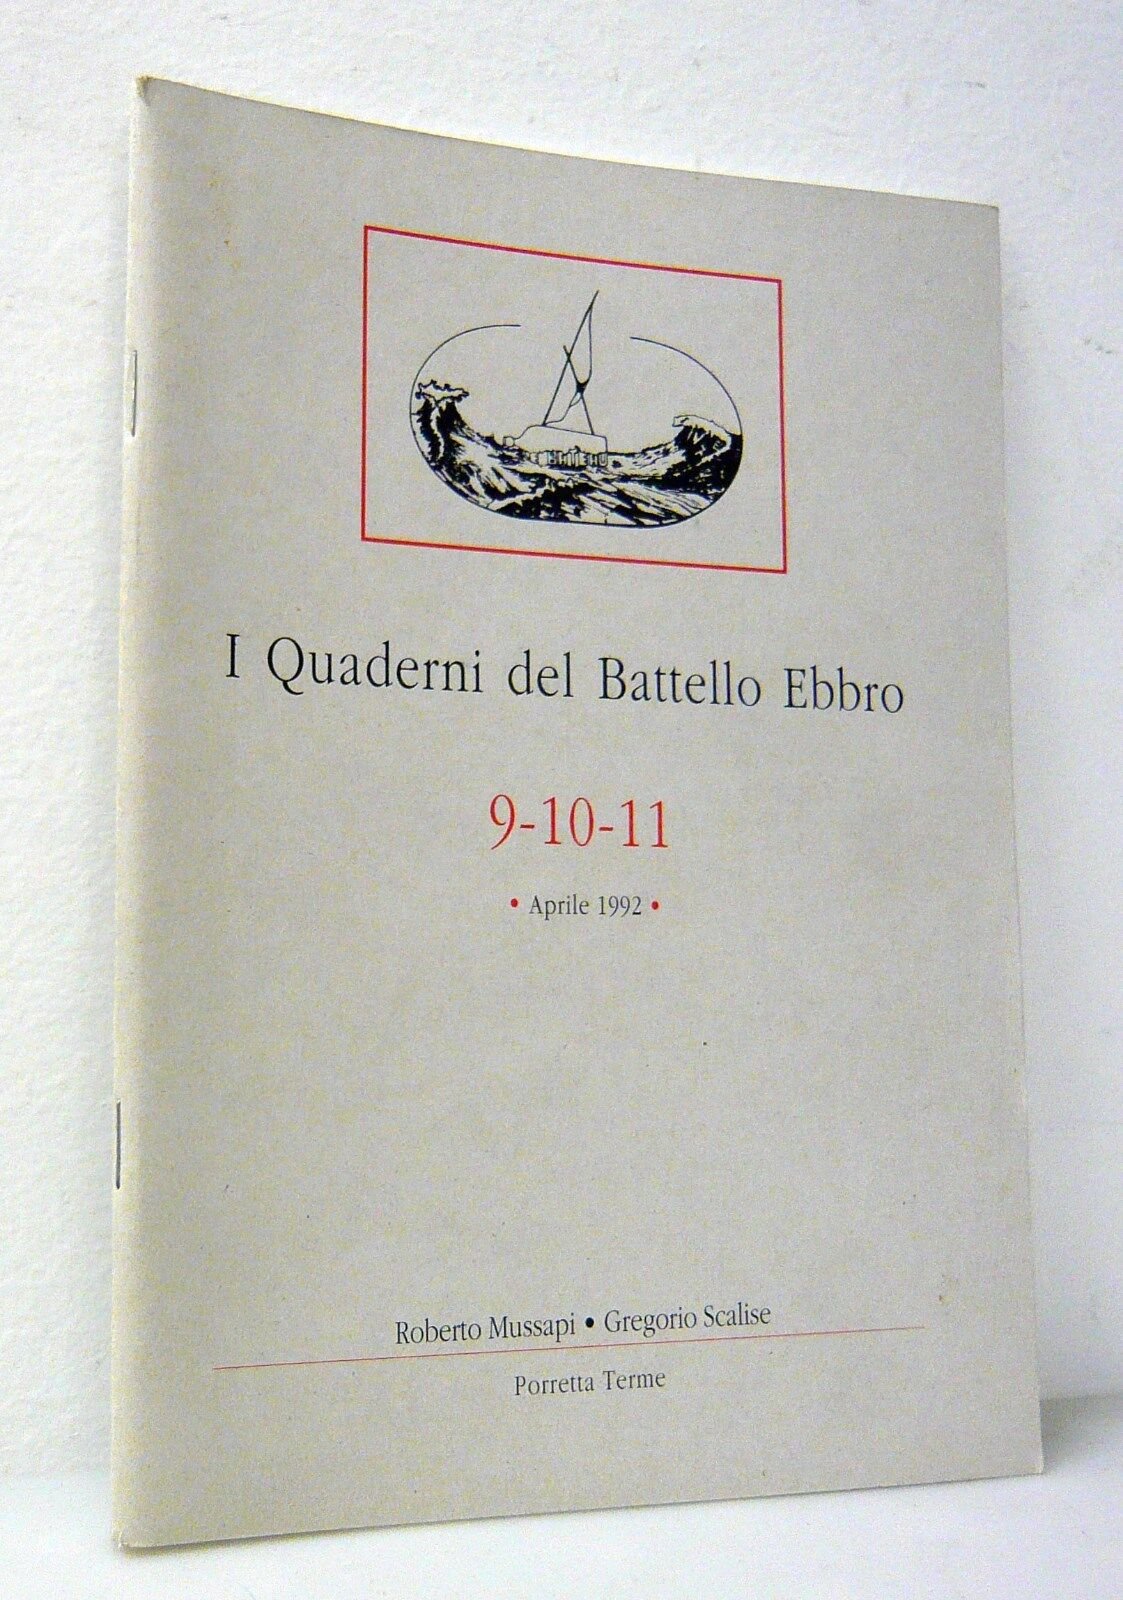 I Quaderni del Battello Ebbro
9-10-11
• Aprile 1992 •
Roberto Mussapi • Gregorio Scalise
Porretta Terme